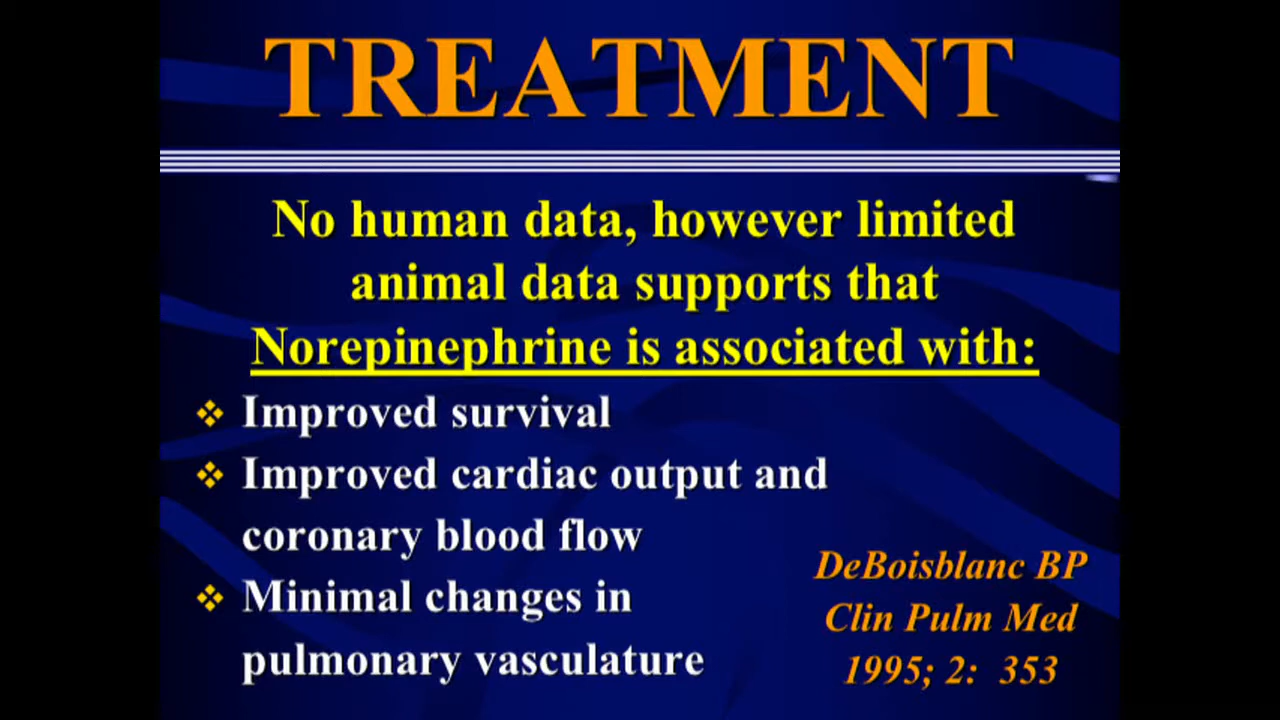 TREATMENT
No human data, however limited
animal data supports that
Norepinephrine is associated with:
❖ Improved survival
❖ Improved cardiac output and
coronary blood flow
❖ Minimal changes in
pulmonary vasculature
DeBoisblanc BP
Clin Pulm Med
1995; 2: 353